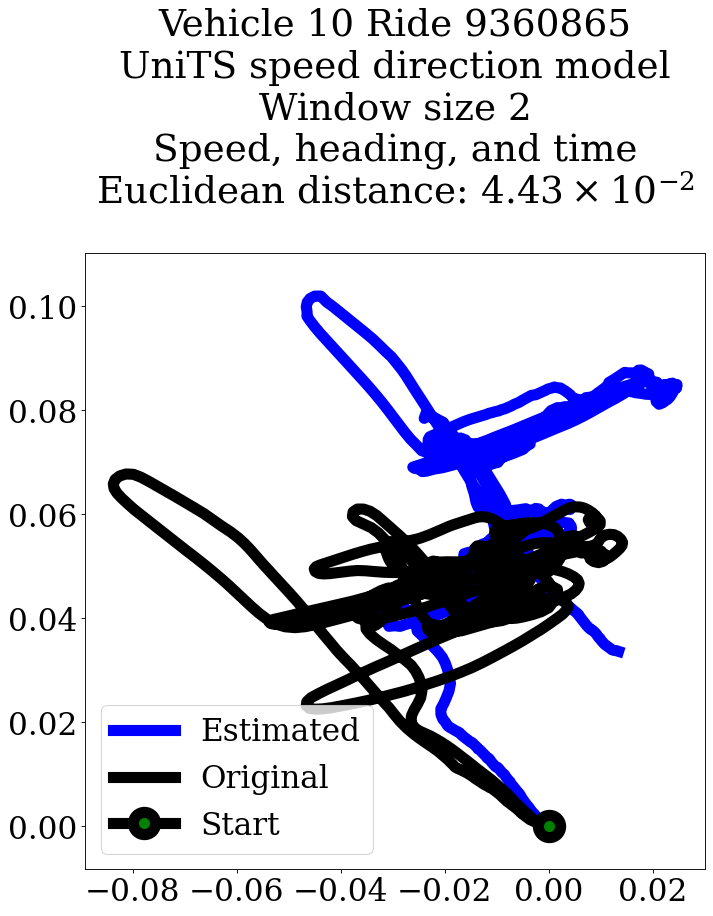 Vehicle 10 Ride 9360865
UniTS speed direction model
Window size 2
Speed, heading, and time
Euclidean distance: 4.43 × 10⁻²
0.10
0.08
0.06
0.04
0.02
0.00
Estimated
Original
Start
−0.08 −0.06 −0.04 −0.02 0.00 0.02